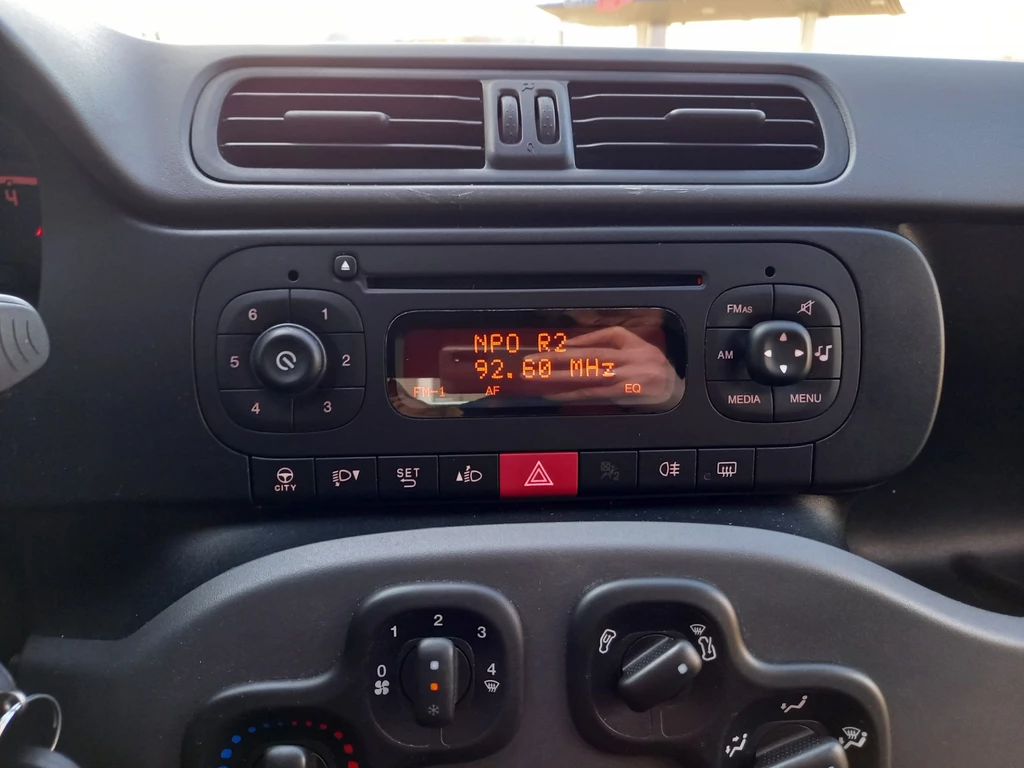 4
6 1
5 2
4 3
NPO R2
92.60 MHz
FM-1 AF EQ
FMAS
AM
MEDIA MENU
CITY
SET
0 1 2 3 4